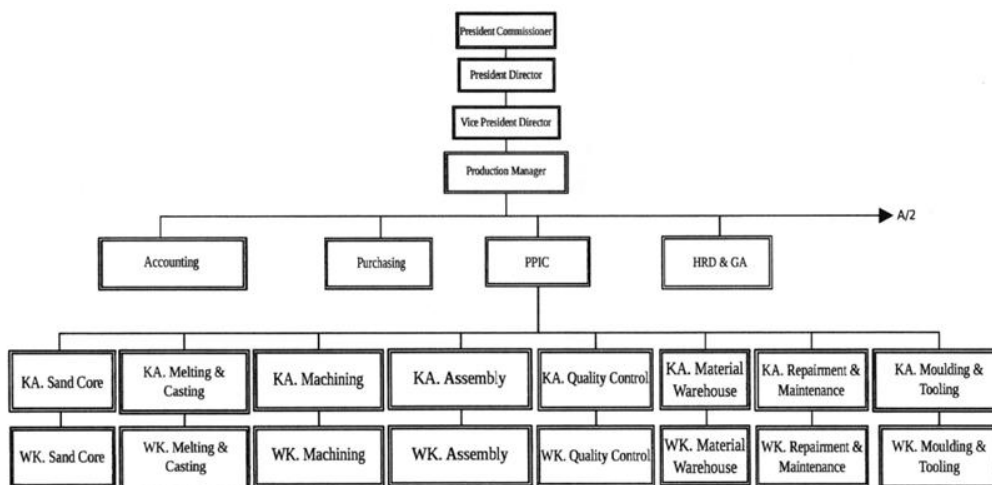 President Commissioner
President Director
Vice President Director
Production Manager
A/2
Accounting
Purchasing
PPIC
HRD & GA
KA. Sand Core
KA. Melting &
Casting
KA. Machining
KA. Assembly
KA. Quality Control
KA. Material
Warehouse
KA. Repairment &
Maintenance
KA. Moulding &
Tooling
WK. Sand Core
WK. Melting &
Casting
WK. Machining
WK. Assembly
WK. Quality Control
WK. Material
Warehouse
WK. Repairment &
Maintenance
WK. Moulding &
Tooling